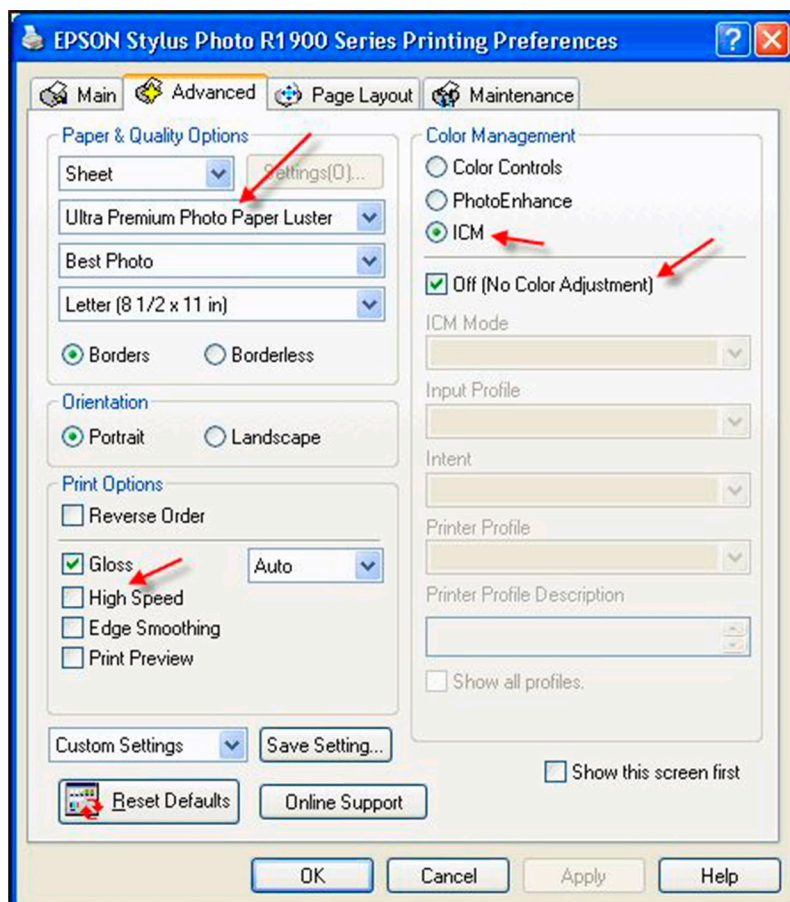 EPSON Stylus Photo R1900 Series Printing Preferences
Main
Advanced
Page Layout
Maintenance
Paper & Quality Options
Sheet
Settings(O)...
Ultra Premium Photo Paper Luster
Best Photo
Letter (8 1/2 x 11 in)
Borders
Borderless
Orientation
Portrait
Landscape
Print Options
Reverse Order
Gloss
Auto
High Speed
Edge Smoothing
Print Preview
Color Management
Color Controls
PhotoEnhance
ICM
Off (No Color Adjustment)
ICM Mode
Input Profile
Intent
Printer Profile
Printer Profile Description
Show all profiles.
Custom Settings
Save Setting...
Show this screen first
Reset Defaults
Online Support
OK
Cancel
Apply
Help